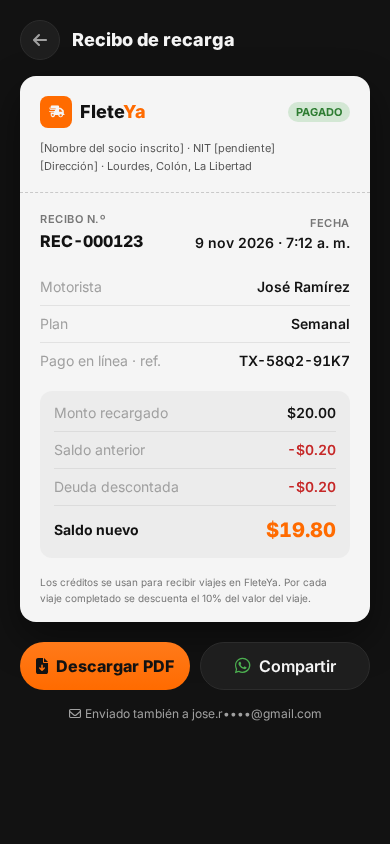 Recibo de recarga
FleteYa
PAGADO
[Nombre del socio inscrito] · NIT [pendiente]
[Dirección] · Lourdes, Colón, La Libertad
RECIBO N.º
FECHA
REC-000123
9 nov 2026 · 7:12 a. m.
Motorista José Ramírez
Plan Semanal
Pago en línea · ref. TX-58Q2-91K7
Monto recargado $20.00
Saldo anterior -$0.20
Deuda descontada -$0.20
Saldo nuevo $19.80
Los créditos se usan para recibir viajes en FleteYa. Por cada
viaje completado se descuenta el 10% del valor del viaje.
Descargar PDF
Compartir
Enviado también a jose.r••••@gmail.com